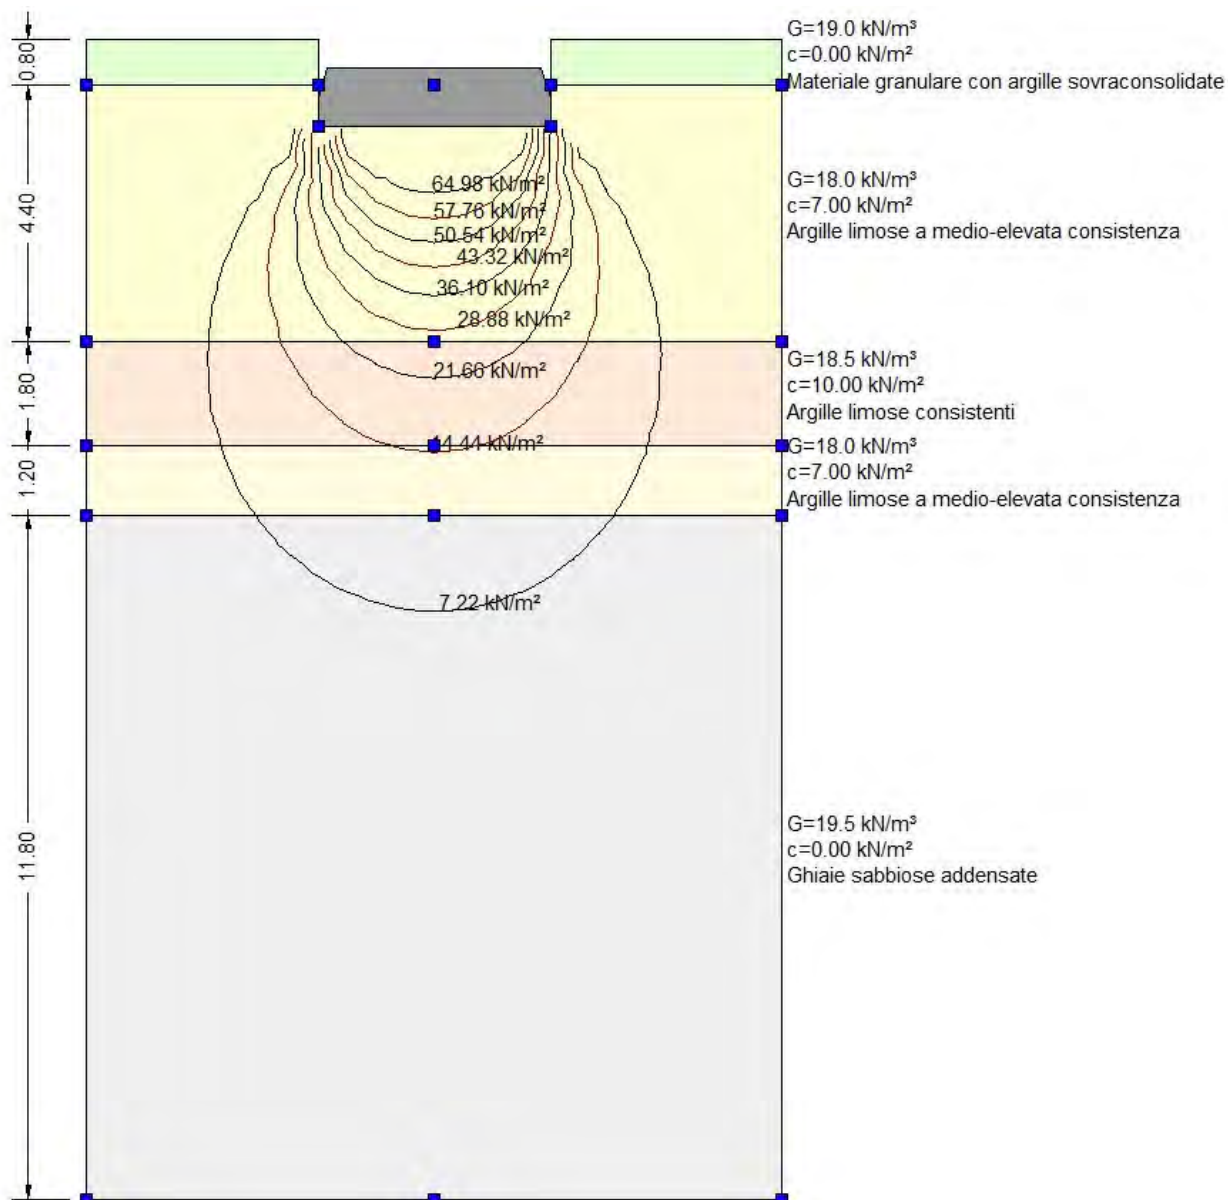 0.80
G=19.0 kN/m³
c=0.00 kN/m²
Materiale granulare con argille sovraconsolidate
4.40
G=18.0 kN/m³
c=7.00 kN/m²
Argille limose a medio-elevata consistenza
64.98 kN/m²
57.76 kN/m²
50.54 kN/m²
43.32 kN/m²
36.10 kN/m²
28.88 kN/m²
1.80
G=18.5 kN/m³
c=10.00 kN/m²
Argille limose consistenti
21.66 kN/m²
14.44 kN/m²
1.20
G=18.0 kN/m³
c=7.00 kN/m²
Argille limose a medio-elevata consistenza
7.22 kN/m²
11.80
G=19.5 kN/m³
c=0.00 kN/m²
Ghiaie sabbiose addensate